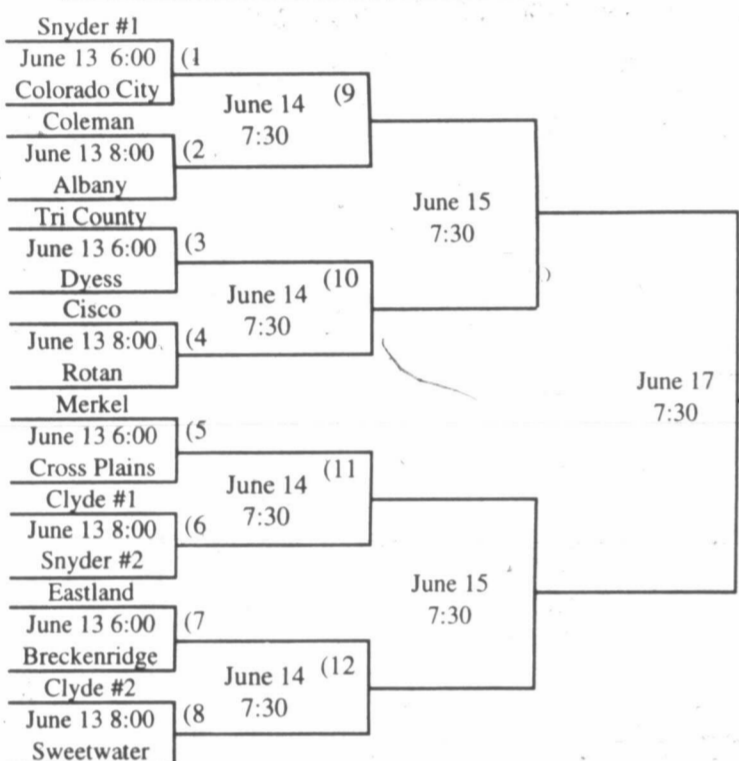 Snyder #1
June 13 6:00 (1
Colorado City
June 14 (9
7:30
Coleman
June 13 8:00 (2
Albany
June 15
7:30
Tri County
June 13 6:00 (3
Dyess
June 14 (10
7:30
Cisco
June 13 8:00 (4
Rotan
June 17
7:30
Merkel
June 13 6:00 (5
Cross Plains
June 14 (11
7:30
Clyde #1
June 13 8:00 (6
Snyder #2
June 15
7:30
Eastland
June 13 6:00 (7
Breckenridge
June 14 (12
7:30
Clyde #2
June 13 8:00 (8
Sweetwater